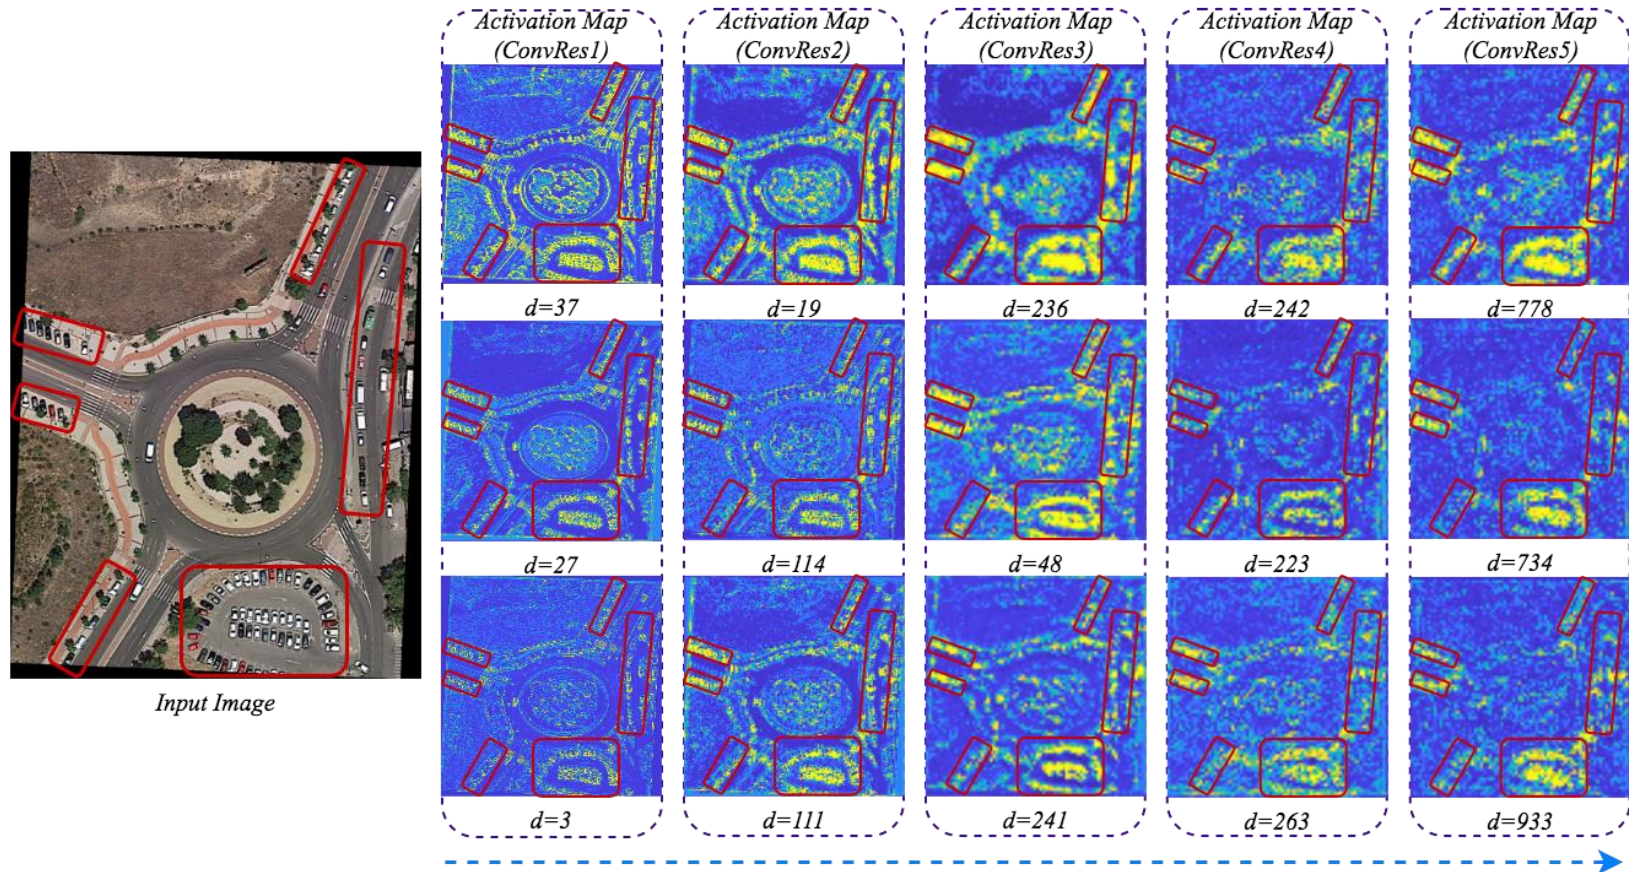 Activation Map
(ConvRes1)
Activation Map
(ConvRes2)
Activation Map
(ConvRes3)
Activation Map
(ConvRes4)
Activation Map
(ConvRes5)
d=37
d=19
d=236
d=242
d=778
d=27
d=114
d=48
d=223
d=734
Input Image
d=3
d=111
d=241
d=263
d=933